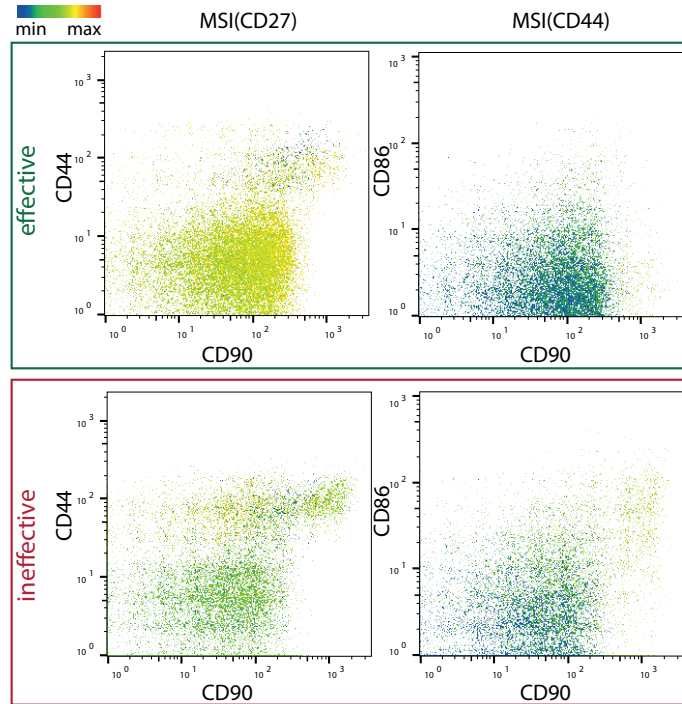 min max
MSI(CD27) MSI(CD44)
effective
CD44
10³
10²
10¹
10⁰
10⁰ 10¹ 10² 10³
CD90
CD86
10³
10²
10¹
10⁰
10⁰ 10¹ 10² 10³
CD90
ineffective
CD44
10³
10²
10¹
10⁰
10⁰ 10¹ 10² 10³
CD90
CD86
10³
10²
10¹
10⁰
10⁰ 10¹ 10² 10³
CD90